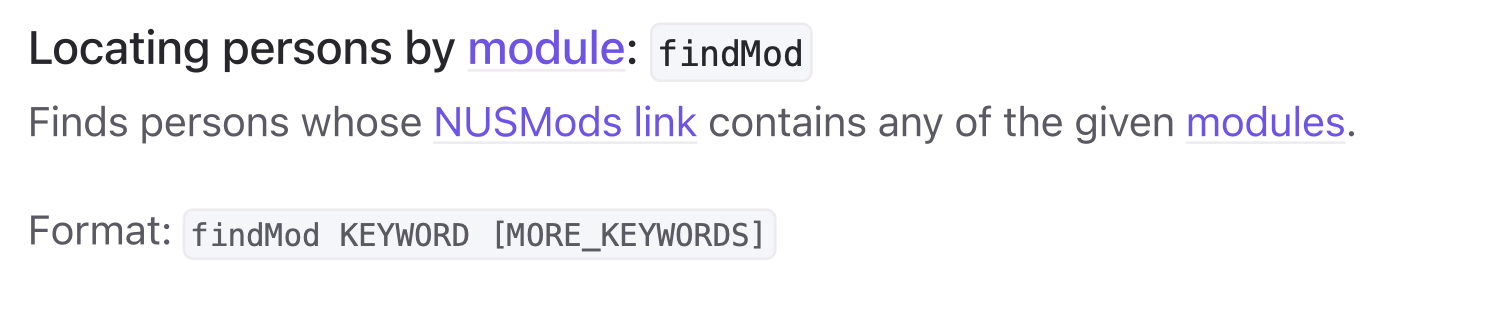 Locating persons by module: findMod
Finds persons whose NUSMods link contains any of the given modules.
Format: findMod KEYWORD [MORE_KEYWORDS]